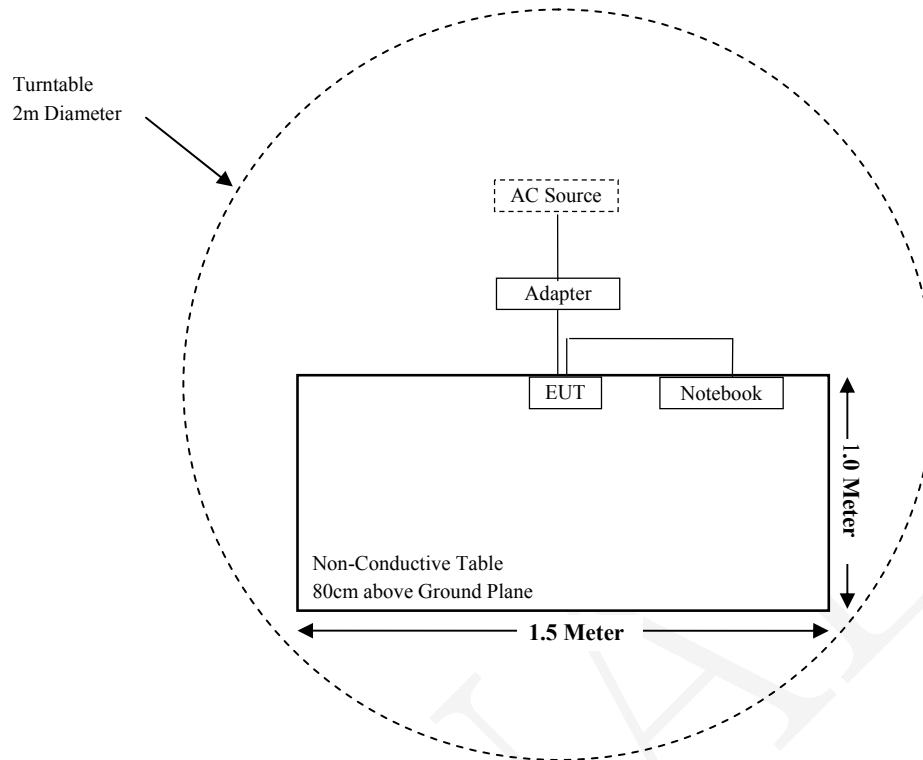 Turntable
2m Diameter
AC Source
Adapter
EUT
Notebook
1.0 Meter
Non-Conductive Table
80cm above Ground Plane
1.5 Meter